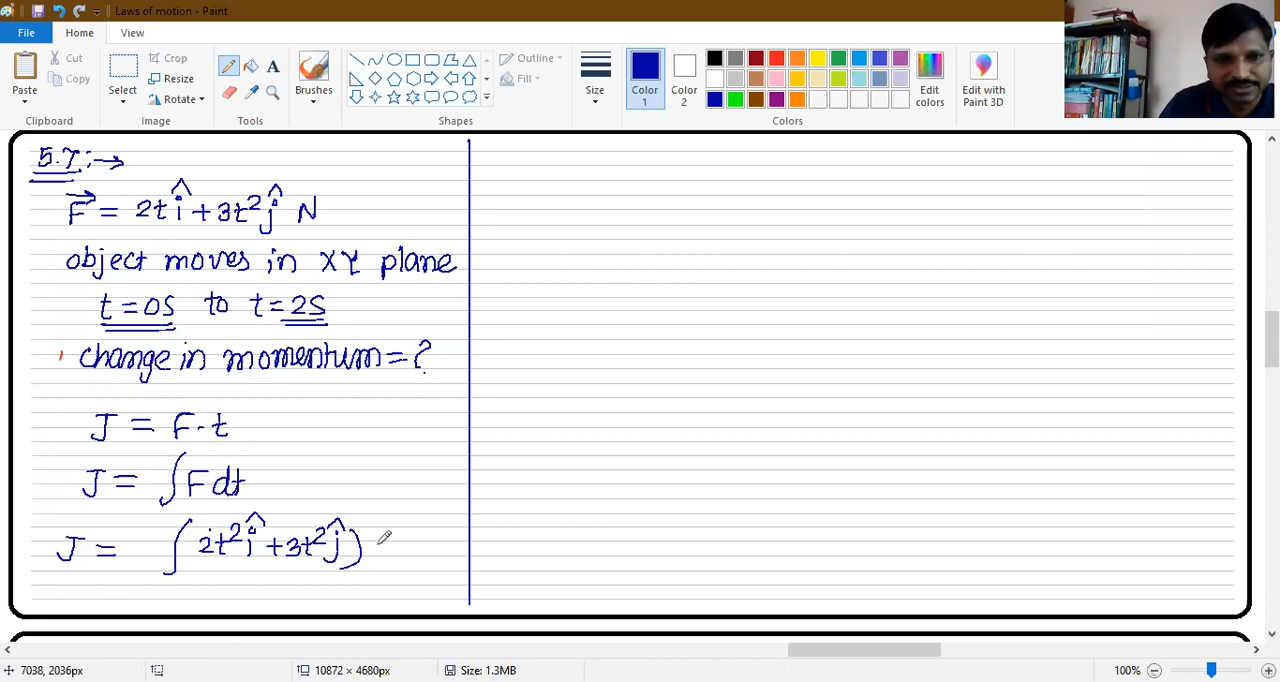 Laws of motion - Paint
File Home View
Paste Cut Copy Clipboard
Select Crop Resize Rotate Image
A Tools
Brushes
Shapes Outline Fill
Size
Color 1 Color 2 Colors
Edit colors
Edit with Paint 3D
5.7 :→
F⃗ = 2t î + 3t² ĵ N
object moves in XY plane
t = 0S to t = 2S
change in momentum = ?
J = F · t
J = ∫ F dt
J = ∫ 2t² î + 3t² ĵ )
7038, 2036px 10872 × 4680px Size: 1.3MB 100%